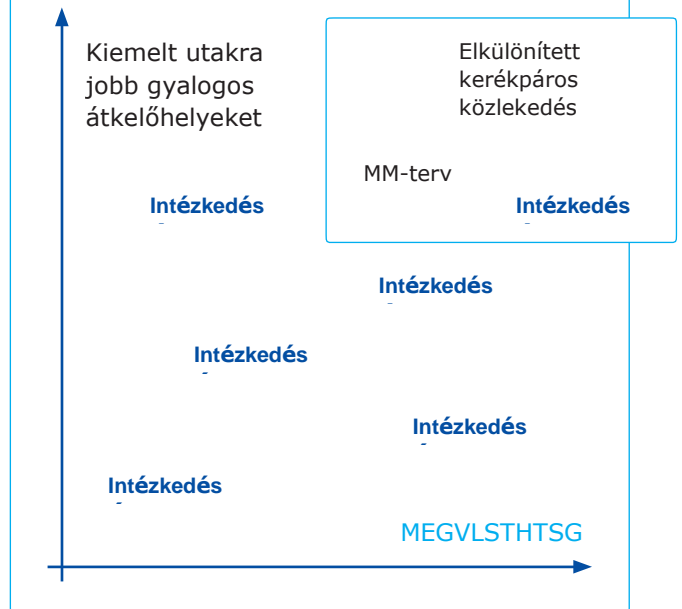 Kiemelt utakra
jobb gyalogos
átkelőhelyeket
Elkülönített
kerékpáros
közlekedés
MM-terv
Intézkedés
Intézkedés
Intézkedés
Intézkedés
Intézkedés
Intézkedés
MEGVLSTHTSG